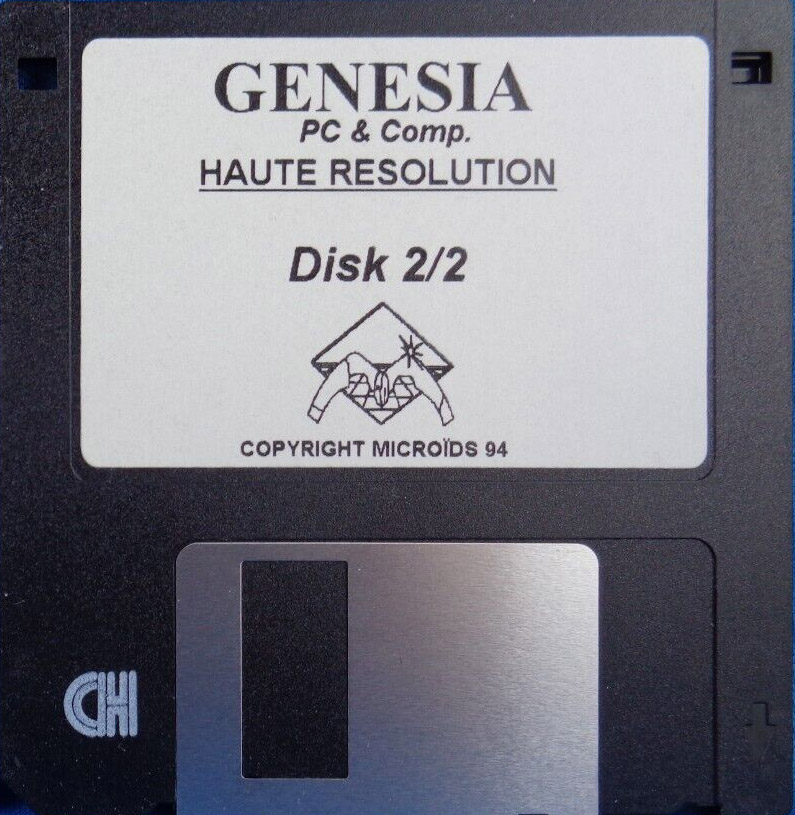 GENESIA
PC & Comp.
HAUTE RESOLUTION
Disk 2/2
COPYRIGHT MICROÏDS 94